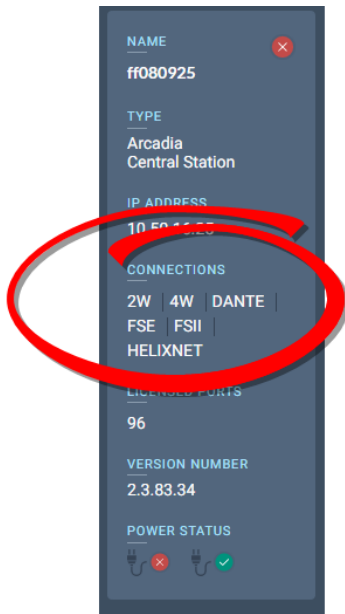 NAME
ff080925
TYPE
Arcadia
Central Station
IP ADDRESS
CONNECTIONS
2W | 4W | DANTE |
FSE | FSII |
HELIXNET
LICENSED PORTS
96
VERSION NUMBER
2.3.83.34
POWER STATUS